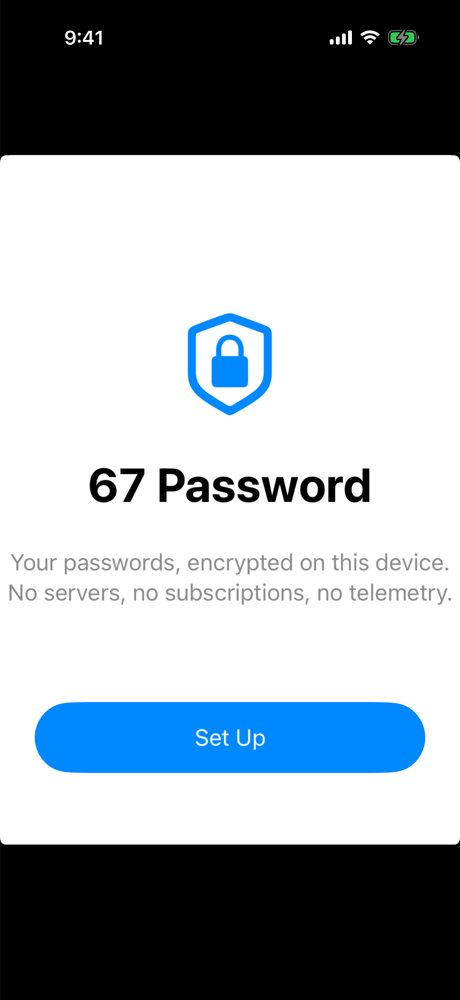 9:41
67 Password
Your passwords, encrypted on this device.
No servers, no subscriptions, no telemetry.
Set Up